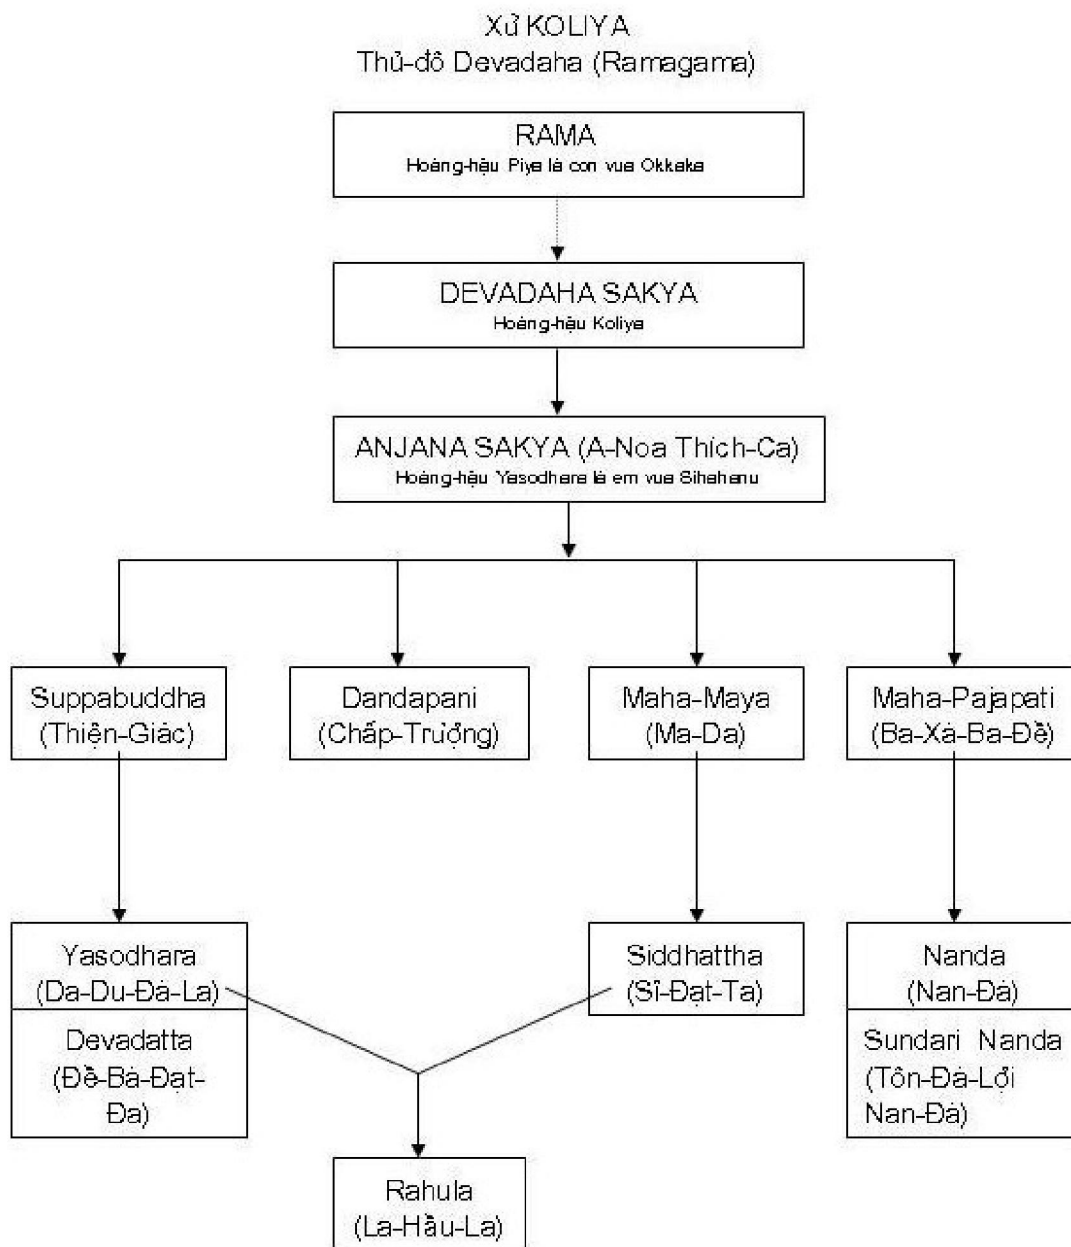 Xứ KOLIYA
Thủ-đô Devadaha (Ramagama)
RAMA
Hoàng-hậu Piya là con vua Okkaka
DEVADAHA SAKYA
Hoàng-hậu Koliya
ANJANA SAKYA (A-Noa Thích-Ca)
Hoàng-hậu Yasodhara là em vua Sihahanu
Suppabuddha
(Thiện-Giác)
Dandapani
(Chấp-Trượng)
Maha-Maya
(Ma-Da)
Maha-Pajapati
(Ba-Xà-Ba-Đề)
Yasodhara
(Da-Du-Đà-La)
Devadatta
(Đề-Bà-Đạt-
Đa)
Siddhattha
(Sĩ-Đạt-Ta)
Nanda
(Nan-Đà)
Sundari Nanda
(Tôn-Đà-Lợi
Nan-Đà)
Rahula
(La-Hầu-La)